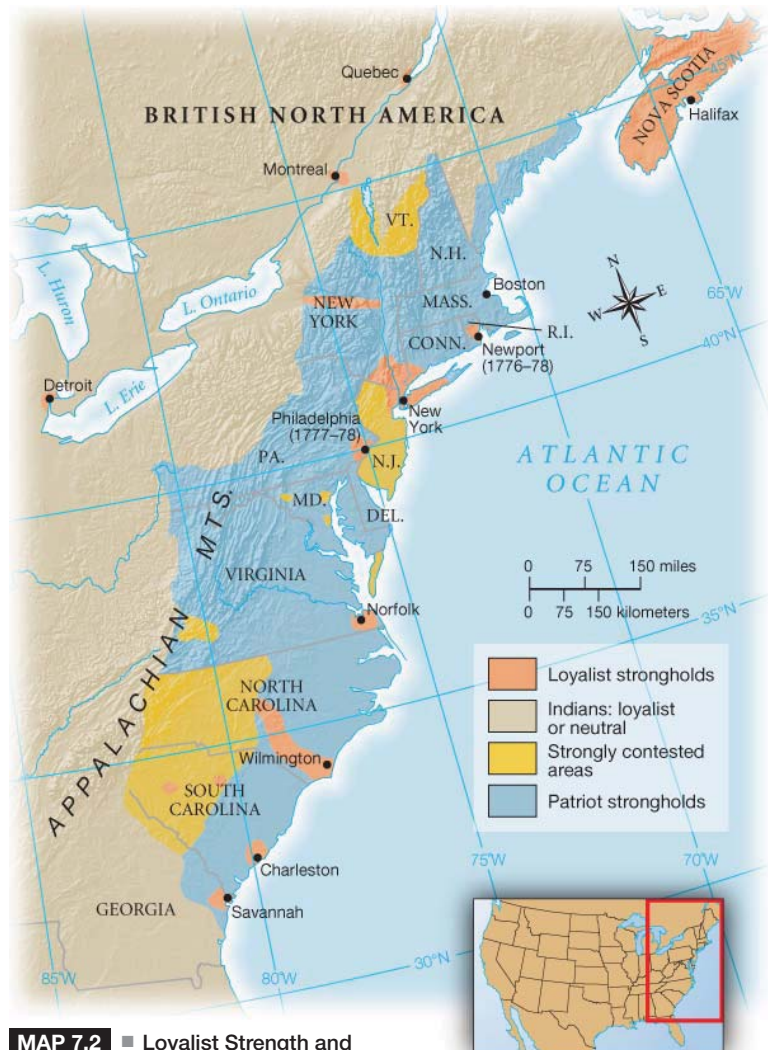 Quebec
45°N
NOVA SCOTIA
BRITISH NORTH AMERICA
Halifax
Montreal
VT.
N.H.
L. Huron
L. Ontario
NEW
YORK
MASS.
Boston
N
W
E
S
65°W
CONN.
R.I.
Newport
(1776–78)
40°N
Detroit
L. Erie
New
York
Philadelphia
(1777–78)
PA.
N.J.
ATLANTIC
OCEAN
MD.
DEL.
APPALACHIAN MTS.
VIRGINIA
0 75 150 miles
0 75 150 kilometers
Norfolk
35°N
NORTH
CAROLINA
Loyalist strongholds
Indians: loyalist
or neutral
Strongly contested
areas
Patriot strongholds
Wilmington
SOUTH
CAROLINA
Charleston
75°W
70°W
GEORGIA
Savannah
85°W
80°W
30°N
MAP 7.2 ■ Loyalist Strength and